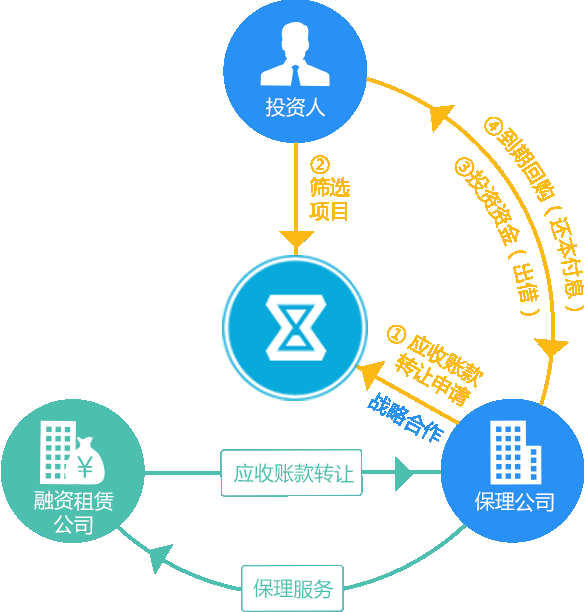 投资人
②
筛选
项目
④到期回购（还本付息）
③投资资金（出借）
① 应收账款
转让申请
战略合作
¥
融资租赁
公司
应收账款转让
保理公司
保理服务